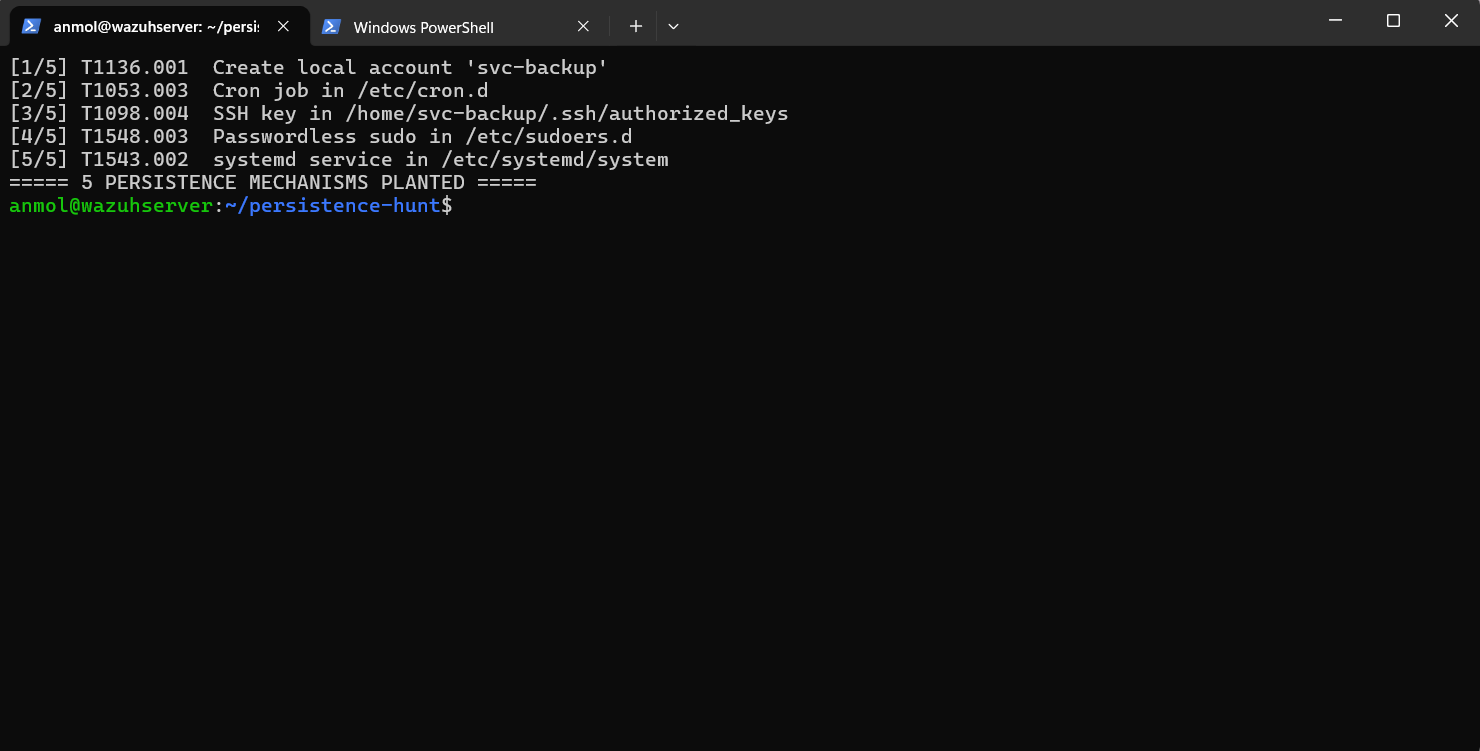 anmol@wazuhserver: ~/persi
Windows PowerShell
[1/5] T1136.001  Create local account 'svc-backup'
[2/5] T1053.003  Cron job in /etc/cron.d
[3/5] T1098.004  SSH key in /home/svc-backup/.ssh/authorized_keys
[4/5] T1548.003  Passwordless sudo in /etc/sudoers.d
[5/5] T1543.002  systemd service in /etc/systemd/system
===== 5 PERSISTENCE MECHANISMS PLANTED =====
anmol@wazuhserver:~/persistence-hunt$